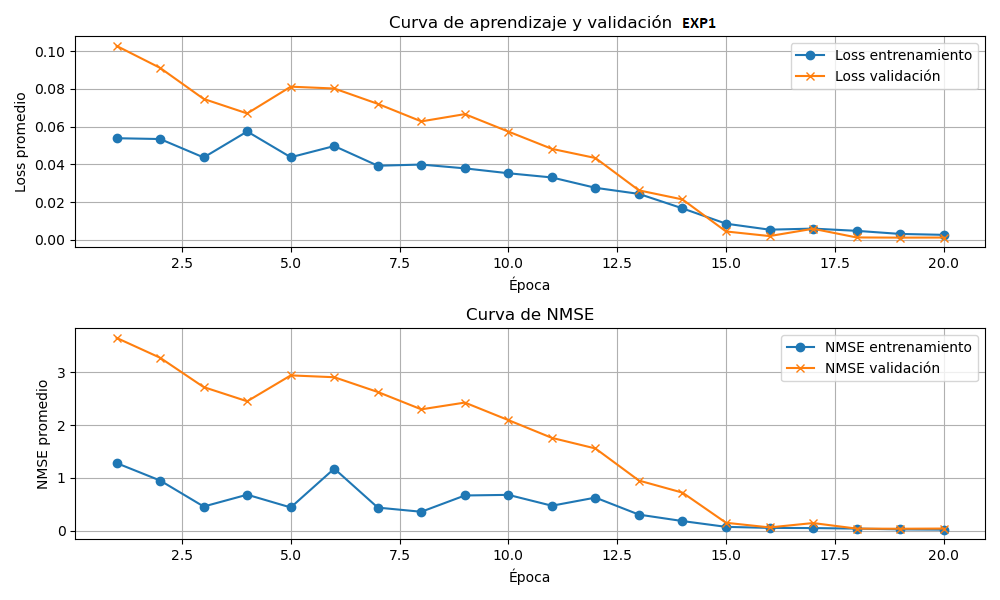 Curva de aprendizaje y validación EXP1
Loss promedio
0.10
0.08
0.06
0.04
0.02
0.00
Loss entrenamiento
Loss validación
2.5 5.0 7.5 10.0 12.5 15.0 17.5 20.0
Época
Curva de NMSE
NMSE promedio
3
2
1
0
NMSE entrenamiento
NMSE validación
2.5 5.0 7.5 10.0 12.5 15.0 17.5 20.0
Época